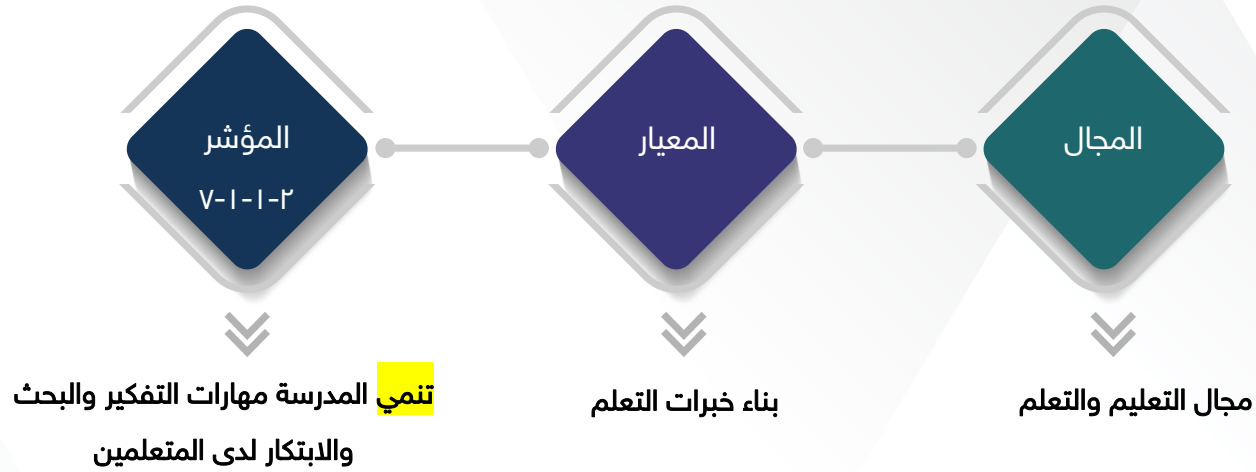 المجال
مجال التعليم والتعلم
المعيار
بناء خبرات التعلم
المؤشر
٢-١-١-٧
تنمي المدرسة مهارات التفكير والبحث
والابتكار لدى المتعلمين